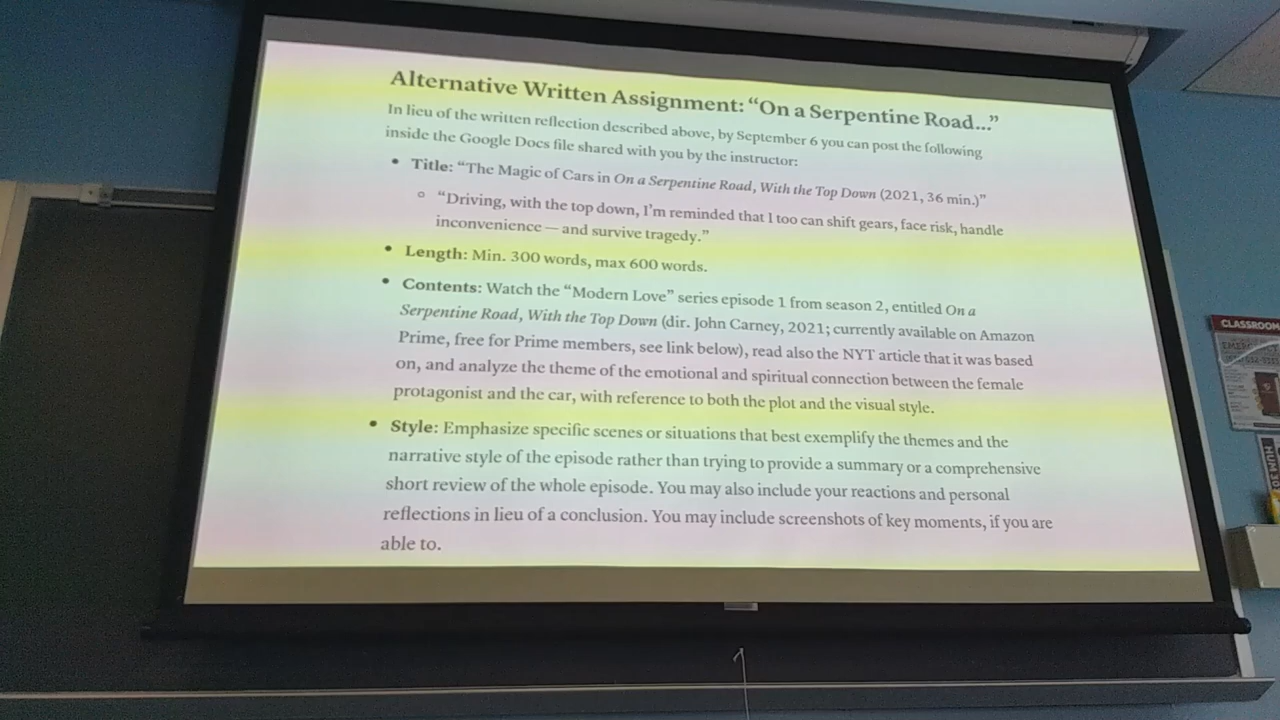 Alternative Written Assignment: “On a Serpentine Road...”
In lieu of the written reflection described above, by September 6 you can post the following
inside the Google Docs file shared with you by the instructor:
• Title: “The Magic of Cars in On a Serpentine Road, With the Top Down (2021, 36 min.)”
○ “Driving, with the top down, I’m reminded that I too can shift gears, face risk, handle
inconvenience — and survive tragedy.”
• Length: Min. 300 words, max 600 words.
• Contents: Watch the “Modern Love” series episode 1 from season 2, entitled On a
Serpentine Road, With the Top Down (dir. John Carney, 2021; currently available on Amazon
Prime, free for Prime members, see link below), read also the NYT article that it was based
on, and analyze the theme of the emotional and spiritual connection between the female
protagonist and the car, with reference to both the plot and the visual style.
• Style: Emphasize specific scenes or situations that best exemplify the themes and the
narrative style of the episode rather than trying to provide a summary or a comprehensive
short review of the whole episode. You may also include your reactions and personal
reflections in lieu of a conclusion. You may include screenshots of key moments, if you are
able to.
CLASSROOM